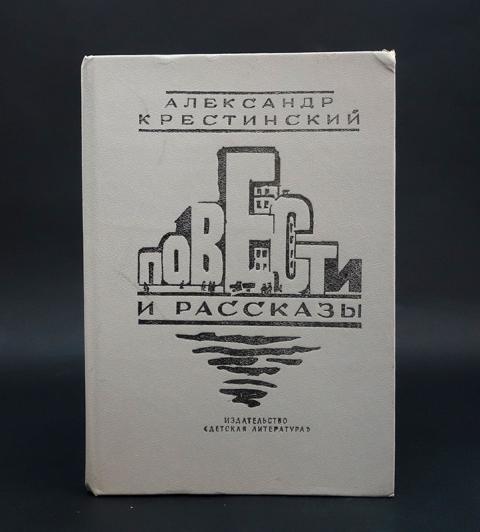 АЛЕКСАНДР
КРЕСТИНСКИЙ
ПОВЕСТИ
И РАССКАЗЫ
ИЗДАТЕЛЬСТВО
«ДЕТСКАЯ ЛИТЕРАТУРА»